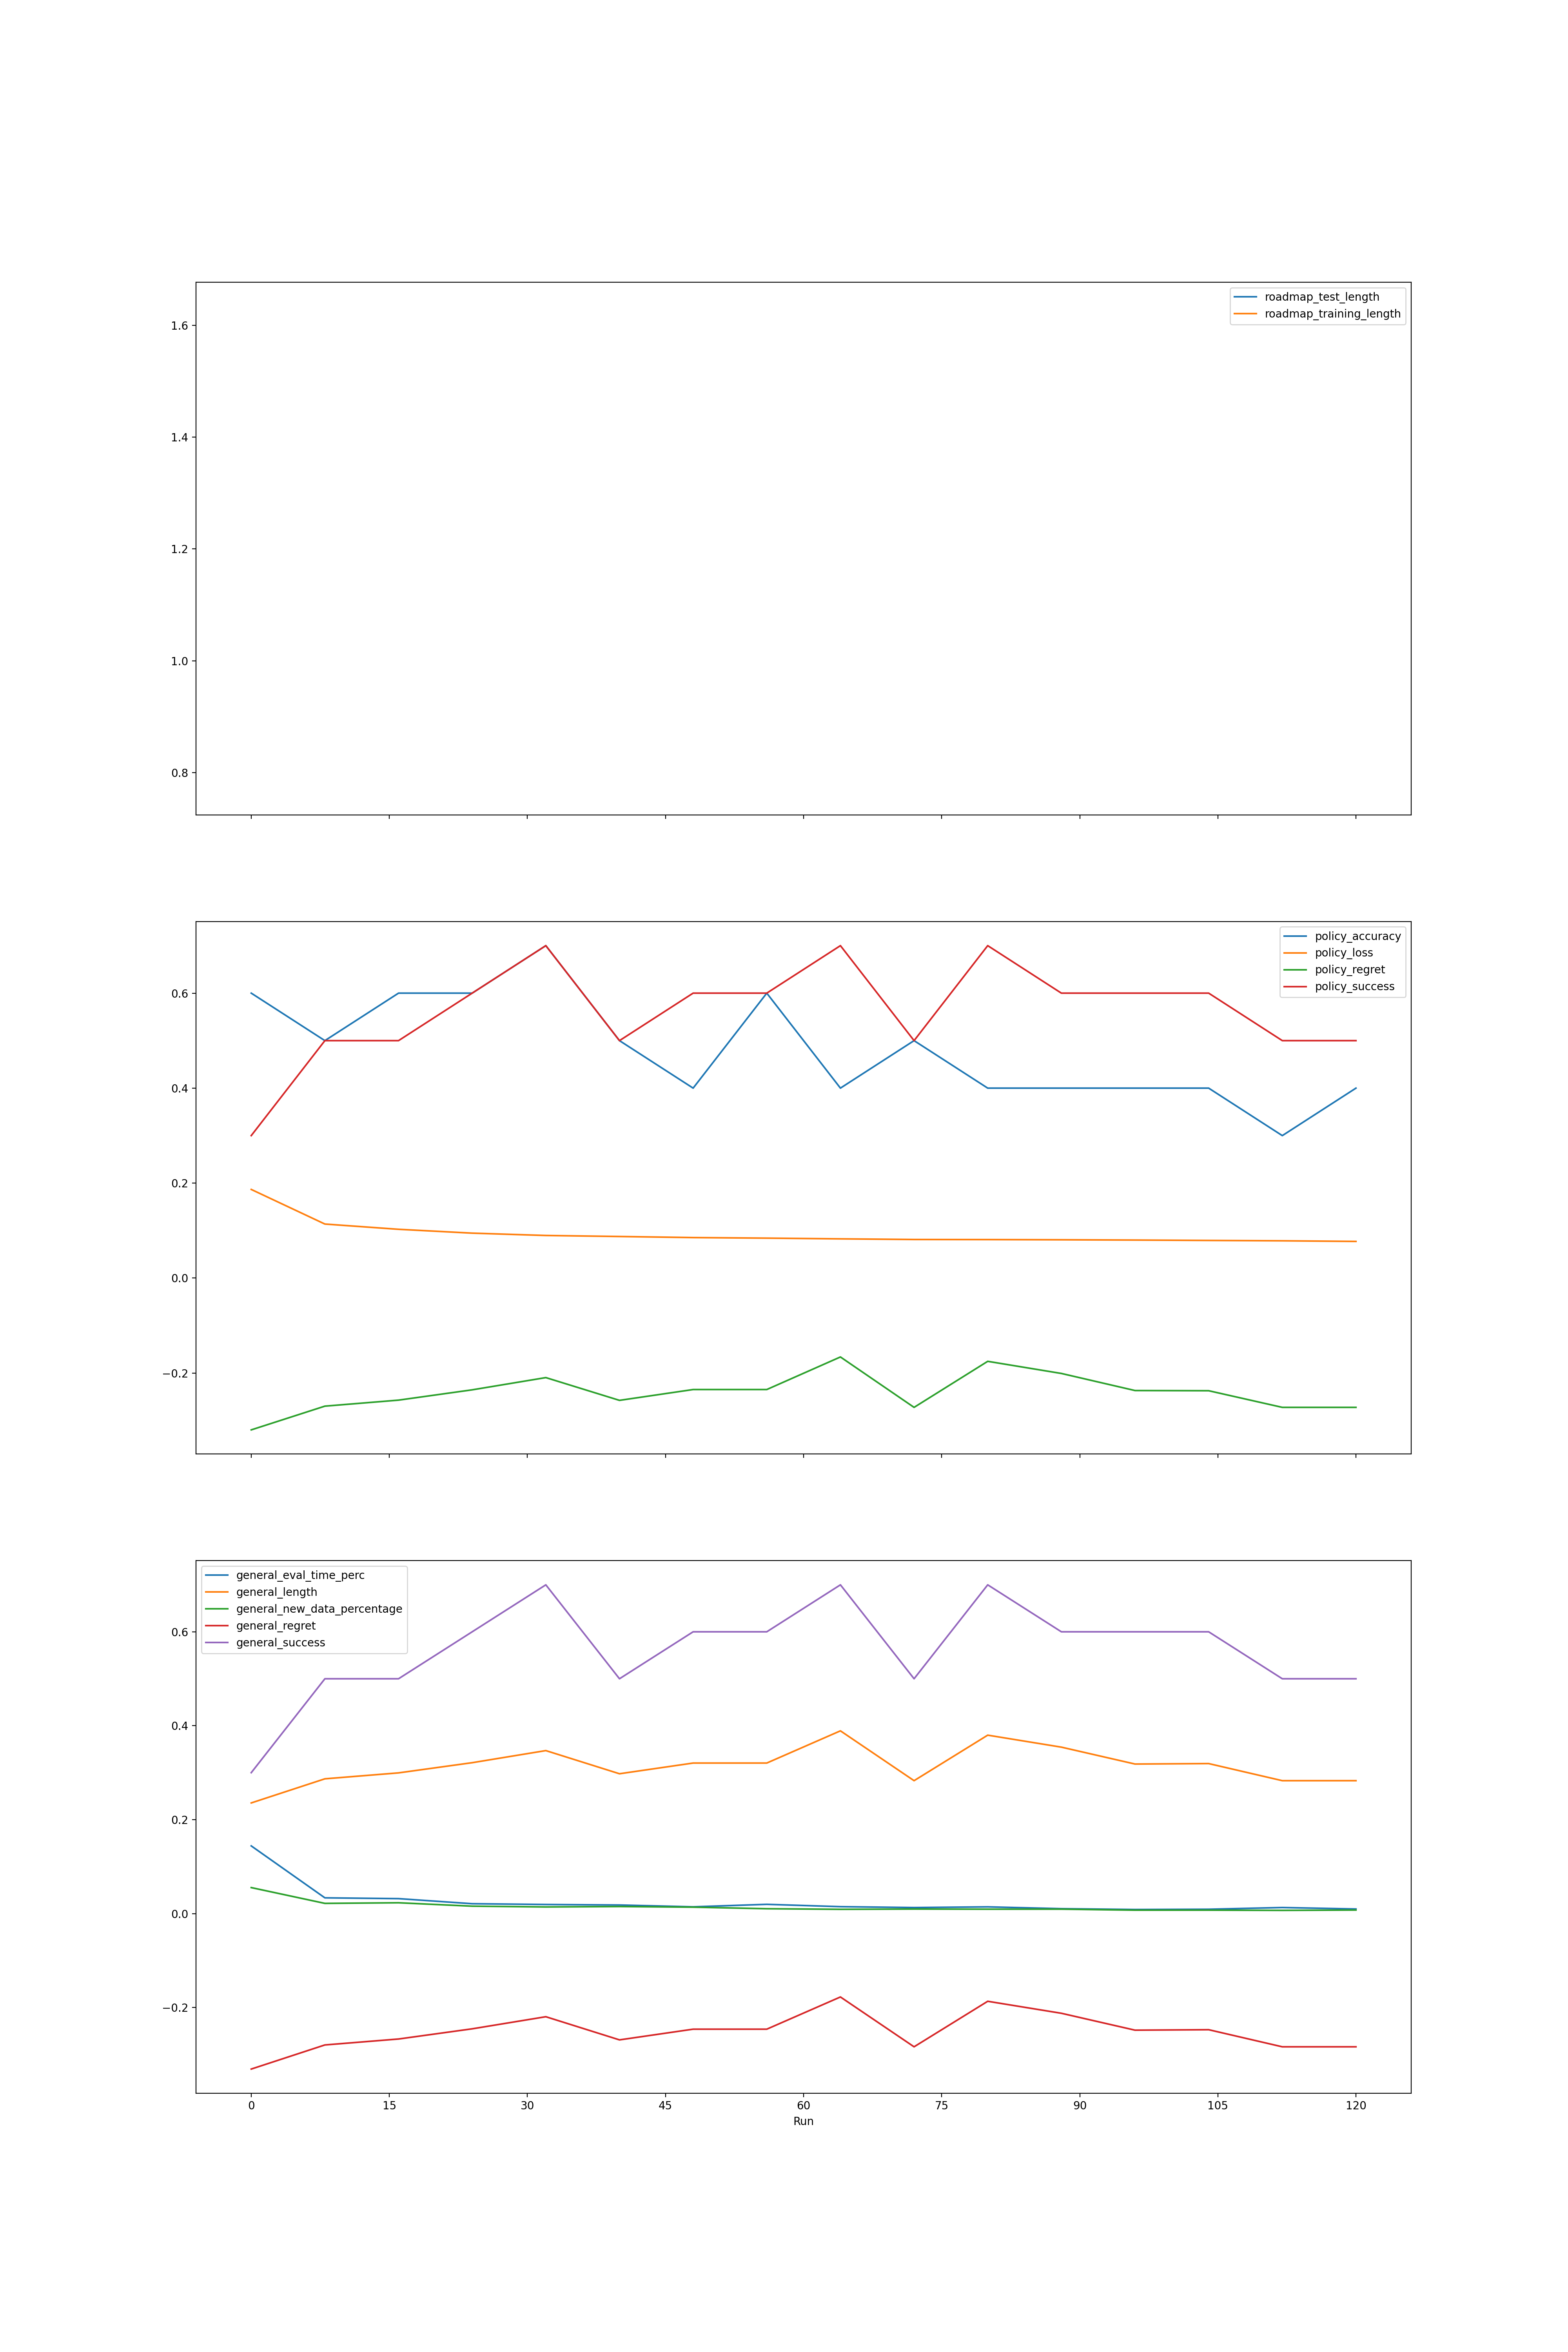 roadmap_test_length
roadmap_training_length
1.6
1.4
1.2
1.0
0.8
policy_accuracy
policy_loss
policy_regret
policy_success
0.6
0.4
0.2
0.0
−0.2
general_eval_time_perc
general_length
general_new_data_percentage
general_regret
general_success
0.6
0.4
0.2
0.0
−0.2
0 15 30 45 60 75 90 105 120
Run